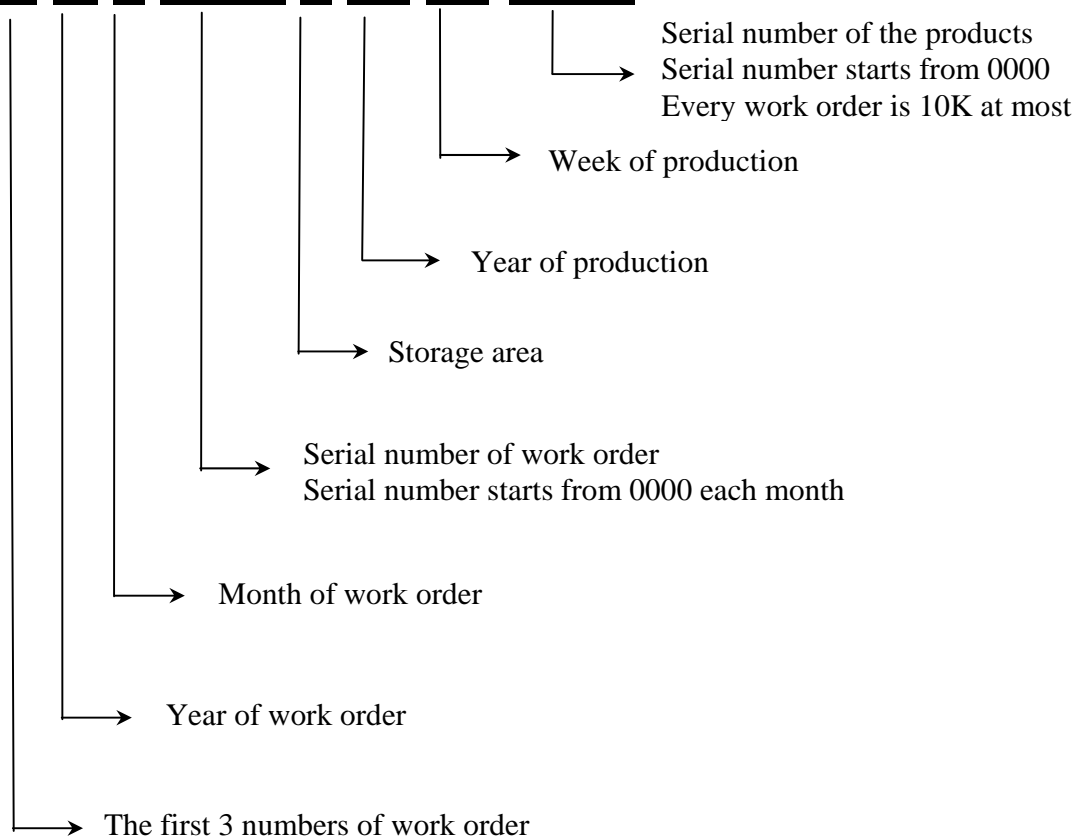 Serial number of the products
Serial number starts from 0000
Every work order is 10K at most
Week of production
Year of production
Storage area
Serial number of work order
Serial number starts from 0000 each month
Month of work order
Year of work order
The first 3 numbers of work order